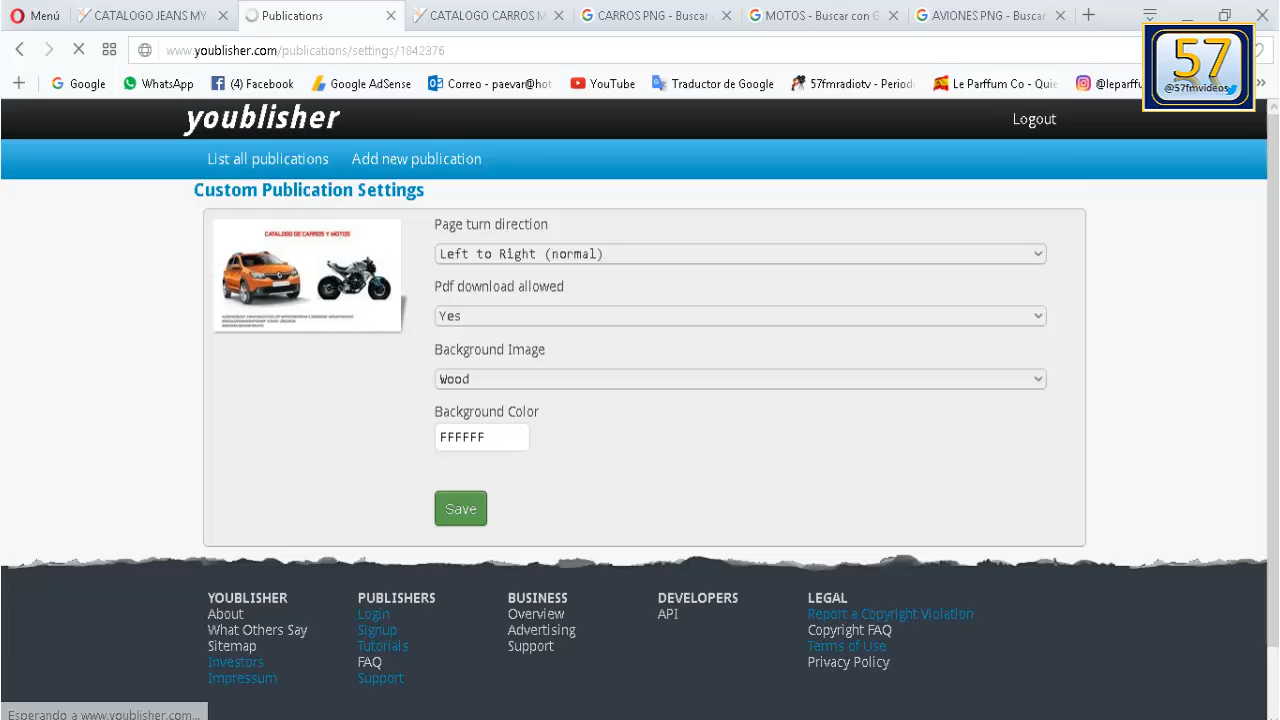 Menú
CATALOGO JEANS MY
Publications
CATALOGO CARROS M
CARROS PNG - Busca
MOTOS - Buscar con G
AVIONES PNG - Buscar
www.youblisher.com/publications/settings/1842376
Google
WhatsApp
(4) Facebook
Google AdSense
Correo: paevar@hot
YouTube
Traductor de Google
57fmradiotv - Period
Le Parffum Co - Quie
@leparffu
57
@57fmvideos
youblisher
Logout
List all publications
Add new publication
Custom Publication Settings
CATALOGO DE CARROS Y MOTOS
Page turn direction
Left to Right (normal)
Pdf download allowed
Yes
Background Image
Wood
Background Color
FFFFFF
Save
YOUBLISHER
About
What Others Say
Sitemap
Investors
Impressum
PUBLISHERS
Login
Signup
Tutorials
FAQ
Support
BUSINESS
Overview
Advertising
Support
DEVELOPERS
API
LEGAL
Report a Copyright Violation
Copyright FAQ
Terms of Use
Privacy Policy
Esperando a www.youblisher.com...